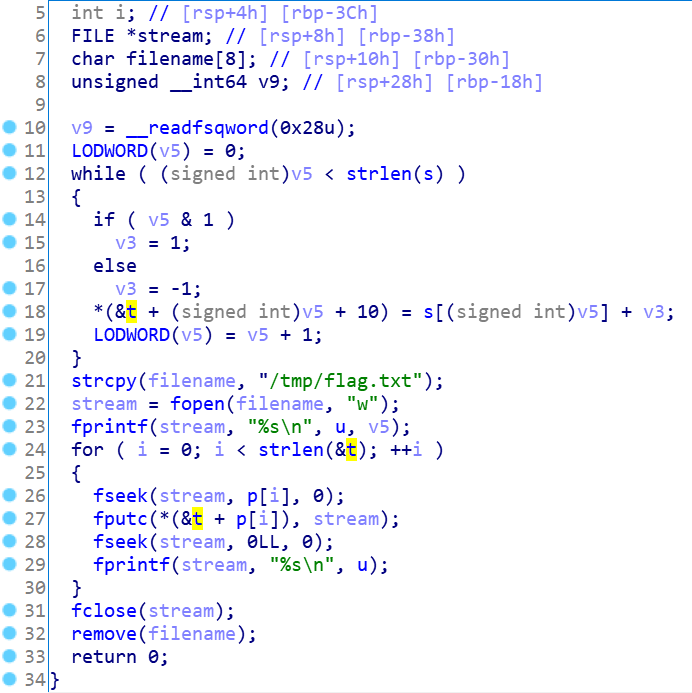 5 int i; // [rsp+4h] [rbp-3Ch]
6 FILE *stream; // [rsp+8h] [rbp-38h]
7 char filename[8]; // [rsp+10h] [rbp-30h]
8 unsigned __int64 v9; // [rsp+28h] [rbp-18h]
9
10 v9 = __readfsqword(0x28u);
11 LODWORD(v5) = 0;
12 while ( (signed int)v5 < strlen(s) )
13 {
14 if ( v5 & 1 )
15 v3 = 1;
16 else
17 v3 = -1;
18 *(&t + (signed int)v5 + 10) = s[(signed int)v5] + v3;
19 LODWORD(v5) = v5 + 1;
20 }
21 strcpy(filename, "/tmp/flag.txt");
22 stream = fopen(filename, "w");
23 fprintf(stream, "%s\n", u, v5);
24 for ( i = 0; i < strlen(&t); ++i )
25 {
26 fseek(stream, p[i], 0);
27 fputc(*(&t + p[i]), stream);
28 fseek(stream, 0LL, 0);
29 fprintf(stream, "%s\n", u);
30 }
31 fclose(stream);
32 remove(filename);
33 return 0;
34 }